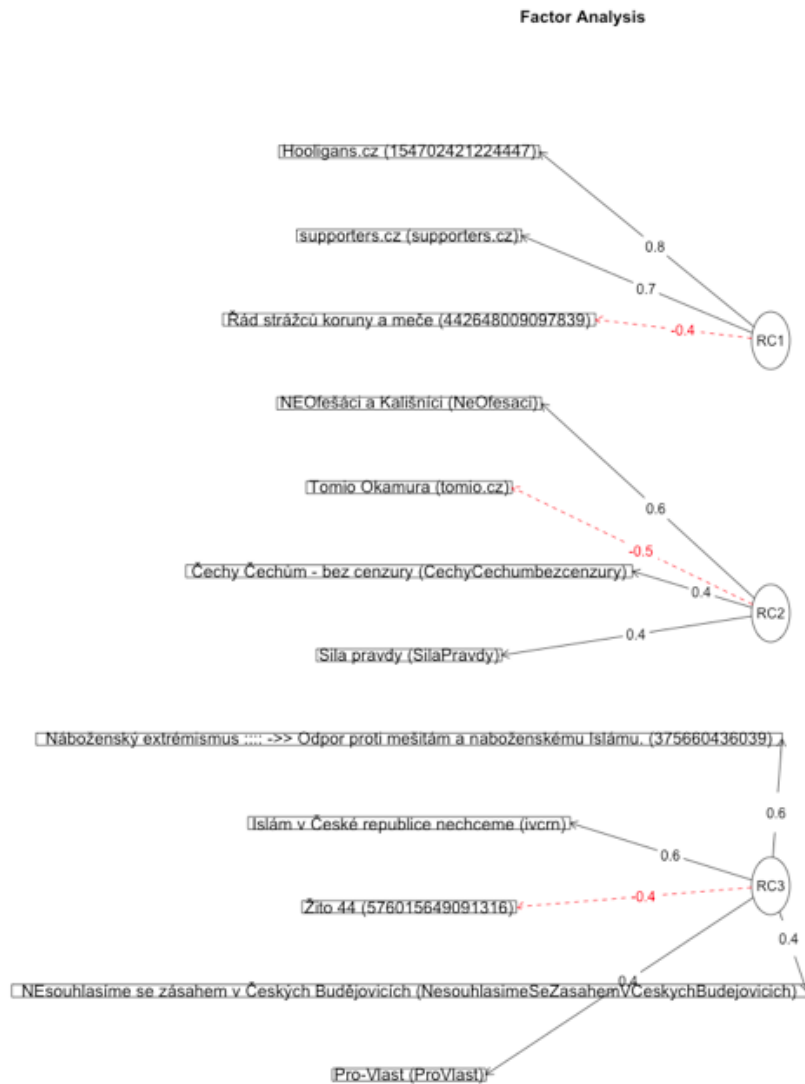 Factor Analysis
Hooligans.cz (154702421224447)
0.8
supporters.cz (supporters.cz)
0.7
Řád strážců koruny a meče (442648009097839)
-0.4
RC1
NEOfešáci a Kališníci (NeOfesaci)
0.6
Tomio Okamura (tomio.cz)
-0.5
Čechy Čechům - bez cenzury (CechyCechumbezcenzury)
0.4
RC2
0.4
Síla pravdy (SilaPravdy)
Náboženský extrémismus :::: ->> Odpor proti mešitám a naboženskému Islámu. (375660436039)
0.6
Islám v České republice nechceme (ivcrn)
0.6
RC3
-0.4
Žito 44 (576015649091316)
0.4
0.4
NEsouhlasíme se zásahem v Českých Budějovicích (NesouhlasimeSeZasahemVCeskychBudejovicich)
Pro-Vlast (ProVlast)